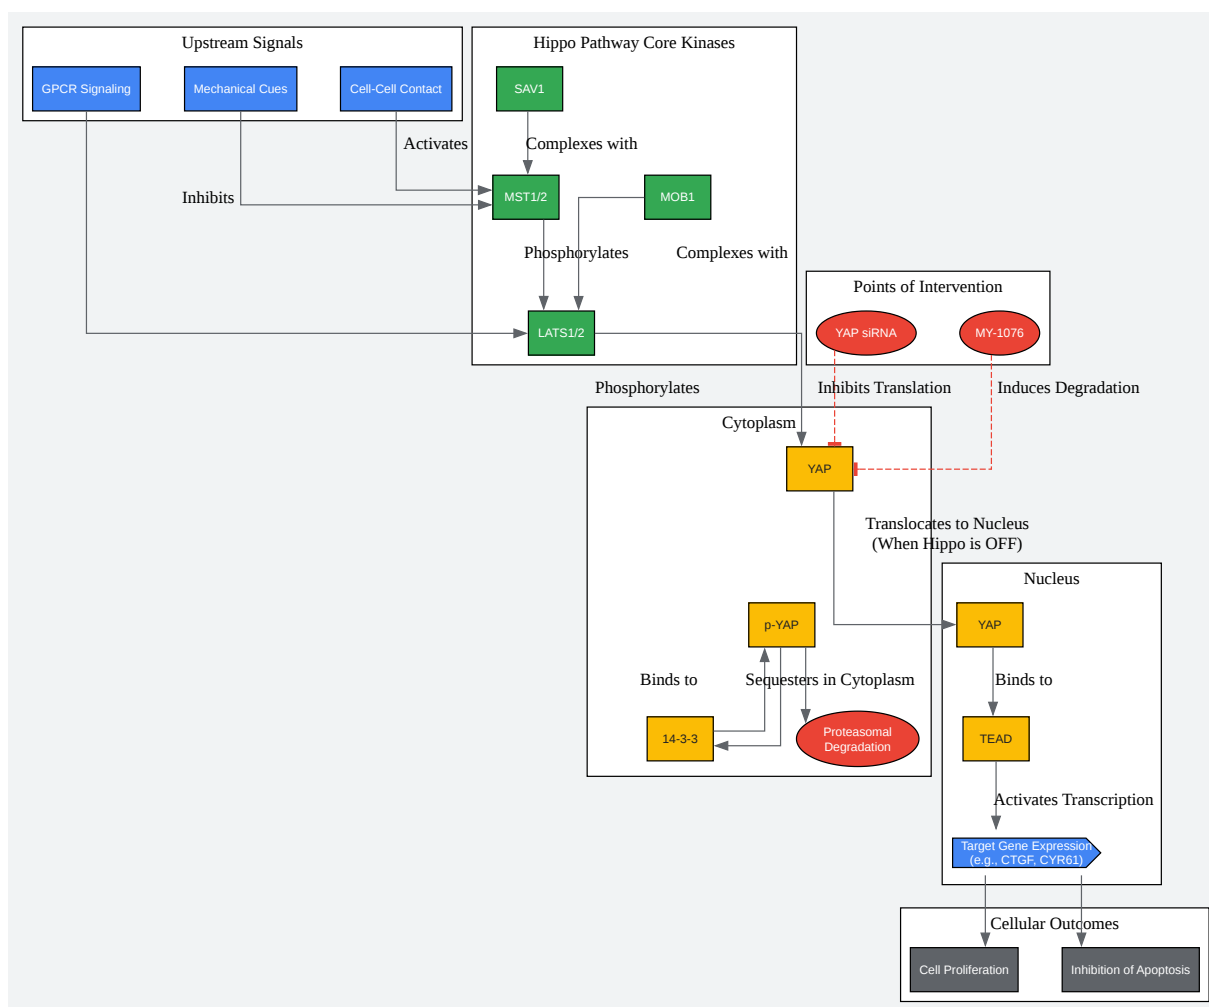 Upstream Signals
Hippo Pathway Core Kinases
GPCR Signaling
Mechanical Cues
Cell-Cell Contact
SAV1
Activates
Complexes with
Inhibits
MST1/2
MOB1
Phosphorylates
Complexes with
Points of Intervention
LATS1/2
YAP siRNA
MY-1076
Phosphorylates
Inhibits Translation
Induces Degradation
Cytoplasm
YAP
Translocates to Nucleus
(When Hippo is OFF)
Nucleus
p-YAP
YAP
Binds to
Sequesters in Cytoplasm
Binds to
14-3-3
Proteasomal
Degradation
TEAD
Activates Transcription
Target Gene Expression
(e.g., CTGF, CYR61)
Cellular Outcomes
Cell Proliferation
Inhibition of Apoptosis